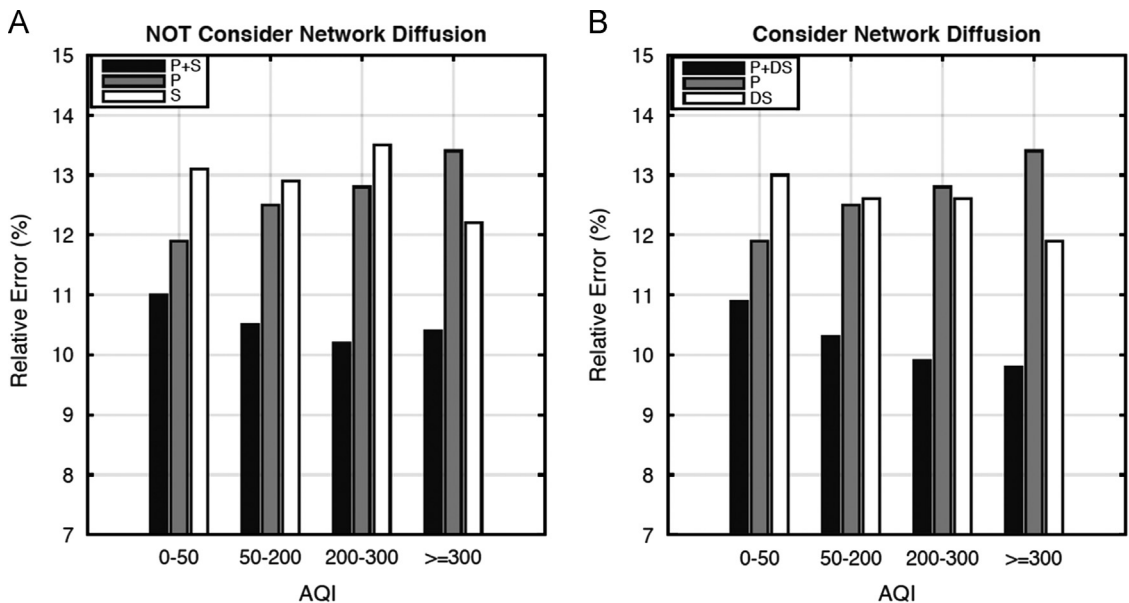 A
NOT Consider Network Diffusion
P+S
P
S
15
14
13
12
11
10
9
8
7
Relative Error (%)
0-50 50-200 200-300 >=300
AQI
B
Consider Network Diffusion
P+DS
P
DS
15
14
13
12
11
10
9
8
7
Relative Error (%)
0-50 50-200 200-300 >=300
AQI